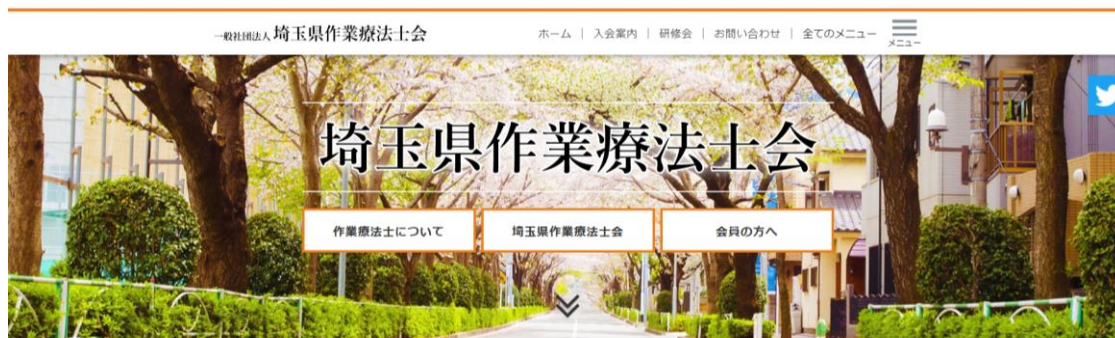 一般社団法人 埼玉県作業療法士会
ホーム | 入会案内 | 研修会 | お問い合わせ | 全てのメニュー
メニュー
埼玉県作業療法士会
作業療法士について
埼玉県作業療法士会
会員の方へ